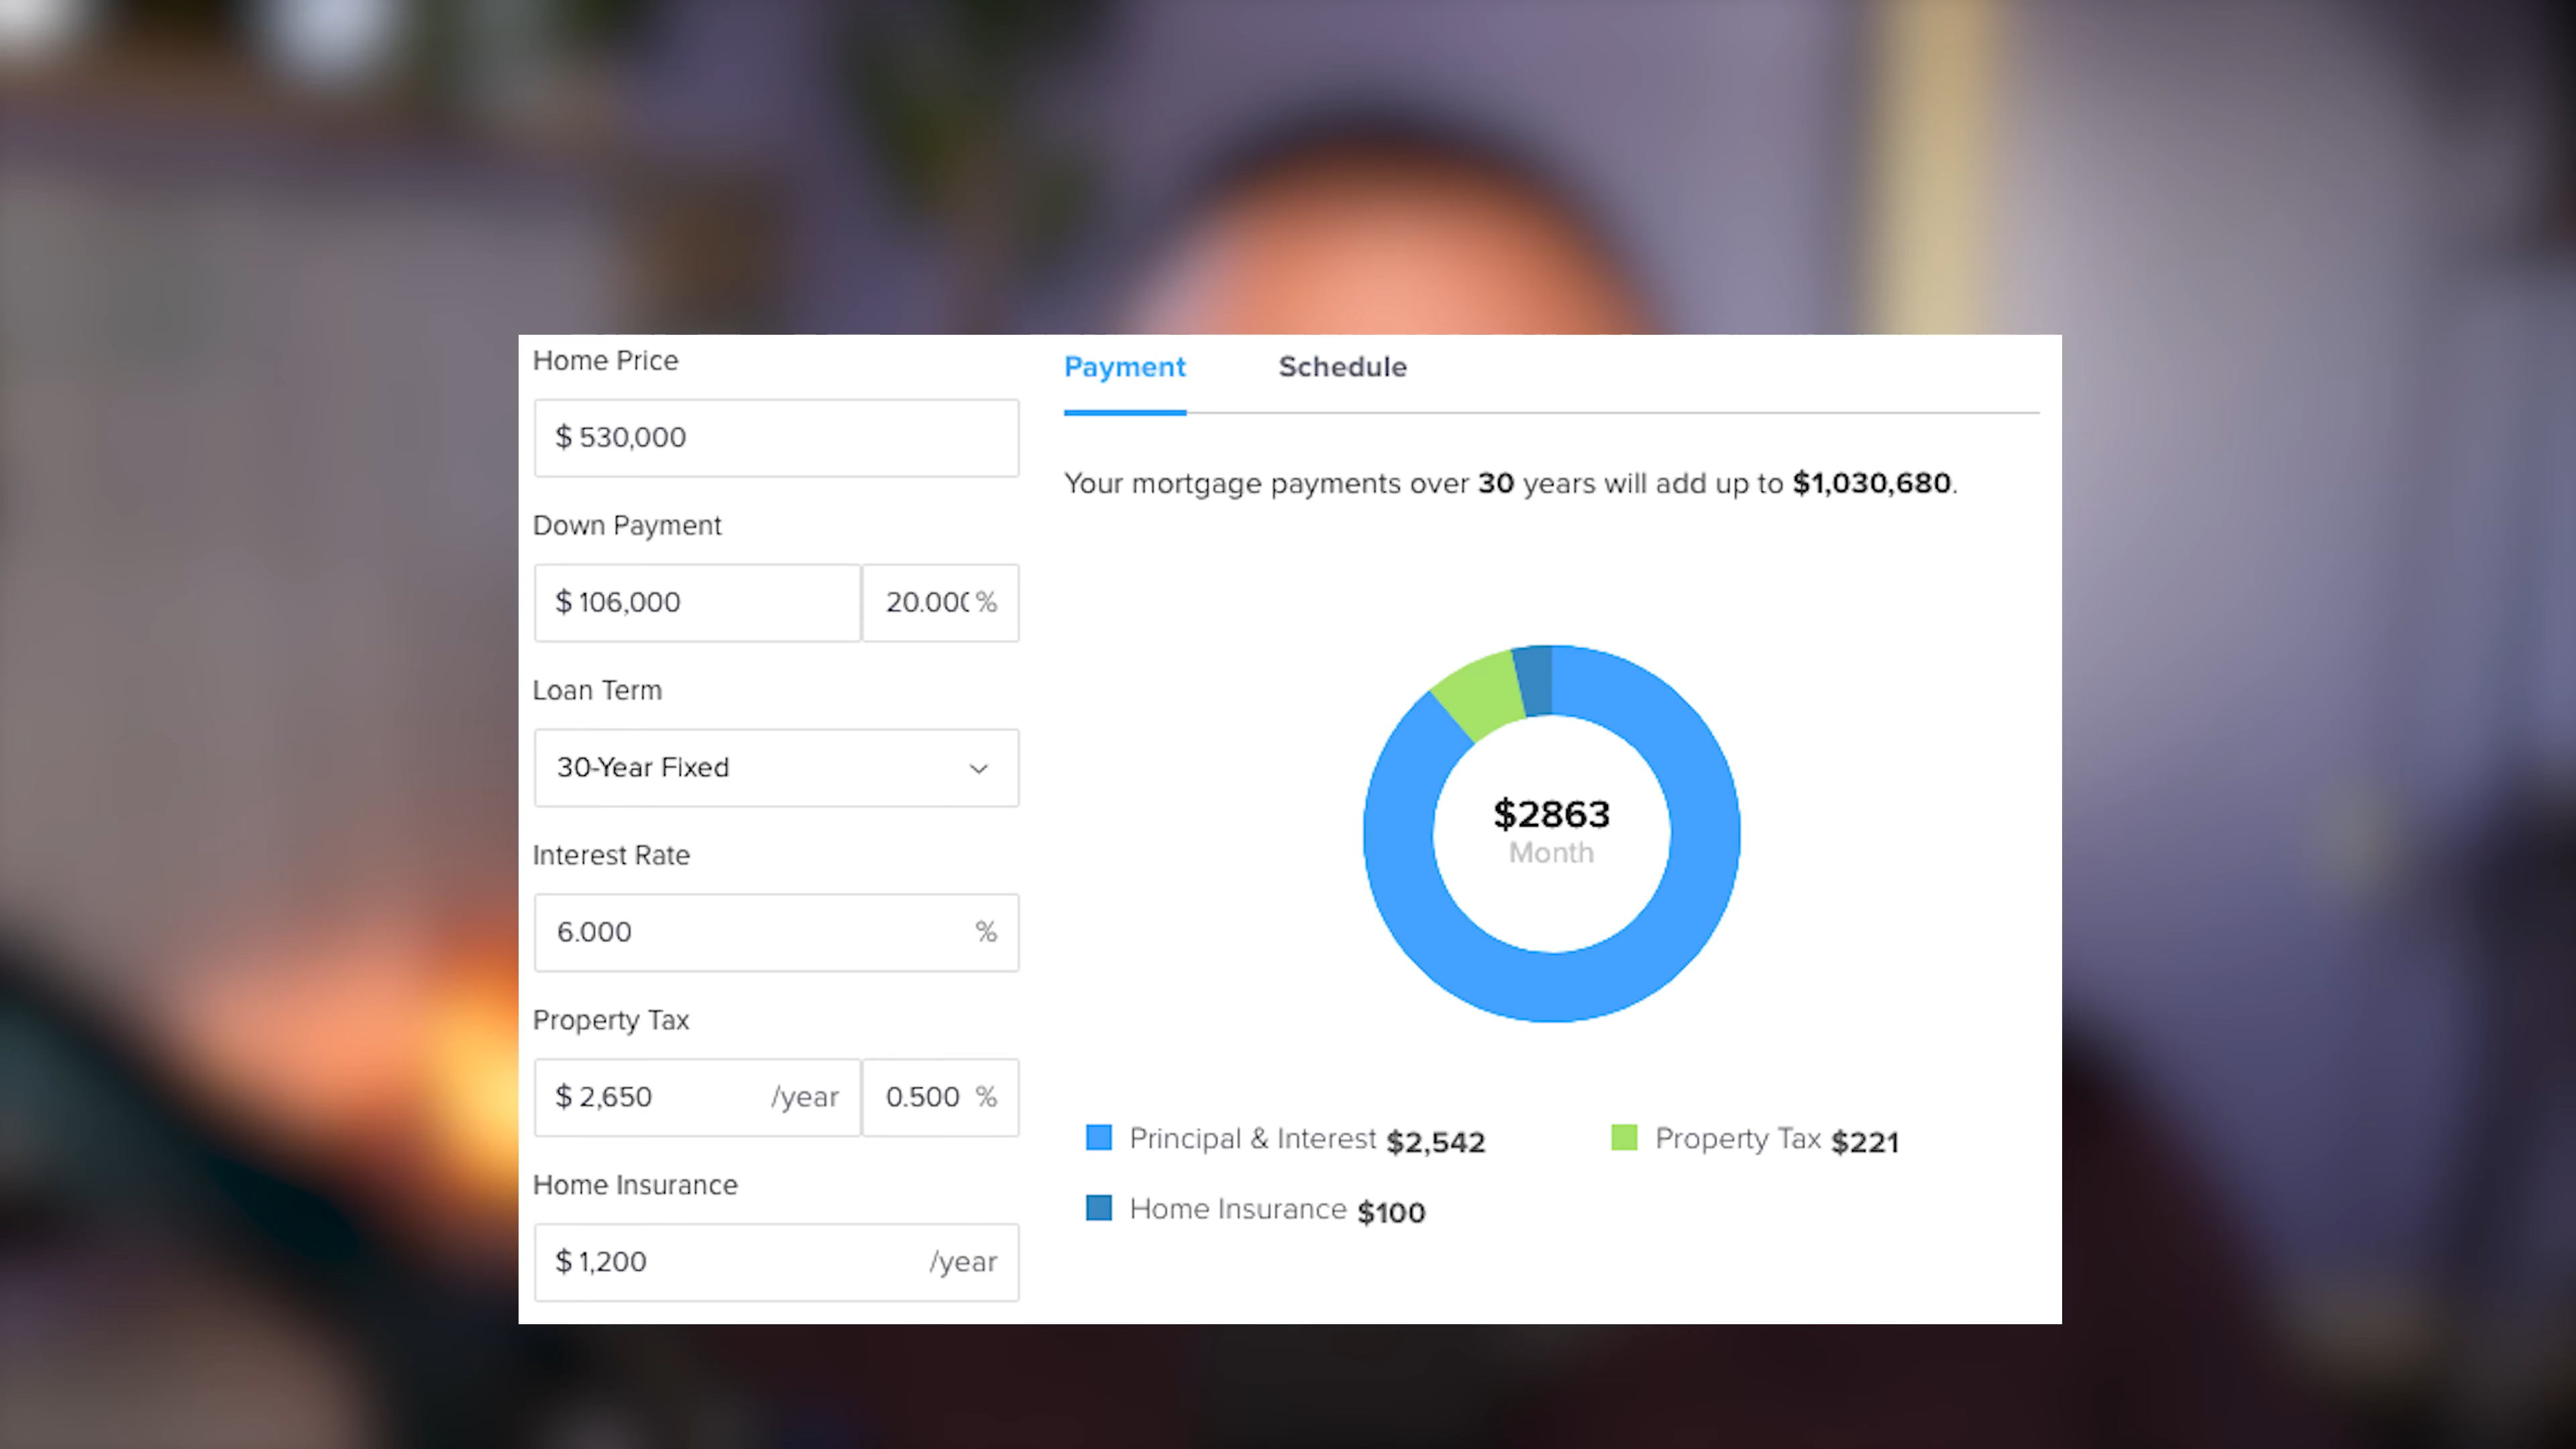 Home Price
$ 530,000
Down Payment
$ 106,000
20.00 %
Loan Term
30-Year Fixed
Interest Rate
6.000 %
Property Tax
$ 2,650 /year
0.500 %
Home Insurance
$ 1,200 /year
Payment Schedule
Your mortgage payments over 30 years will add up to $1,030,680.
$2863
Month
Principal & Interest $2,542
Property Tax $221
Home Insurance $100